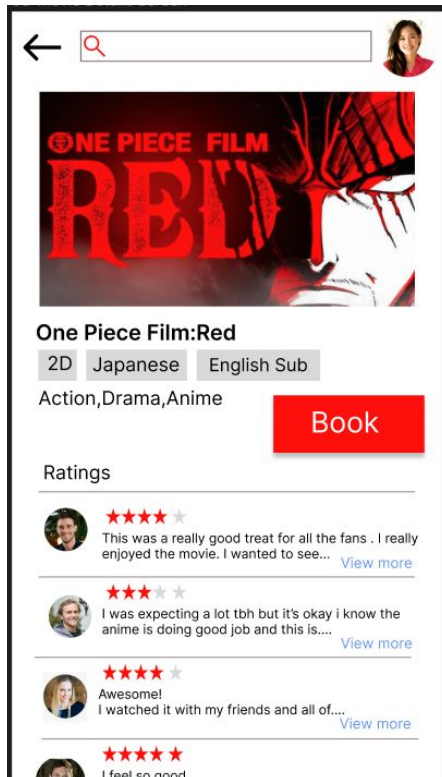 ONE PIECE FILM
RED
One Piece Film:Red
2D Japanese English Sub
Action,Drama,Anime
Book
Ratings
This was a really good treat for all the fans . I really
enjoyed the movie. I wanted to see...
View more
I was expecting a lot tbh but it's okay i know the
anime is doing good job and this is....
View more
Awesome!
I watched it with my friends and all of....
View more
I feel so good